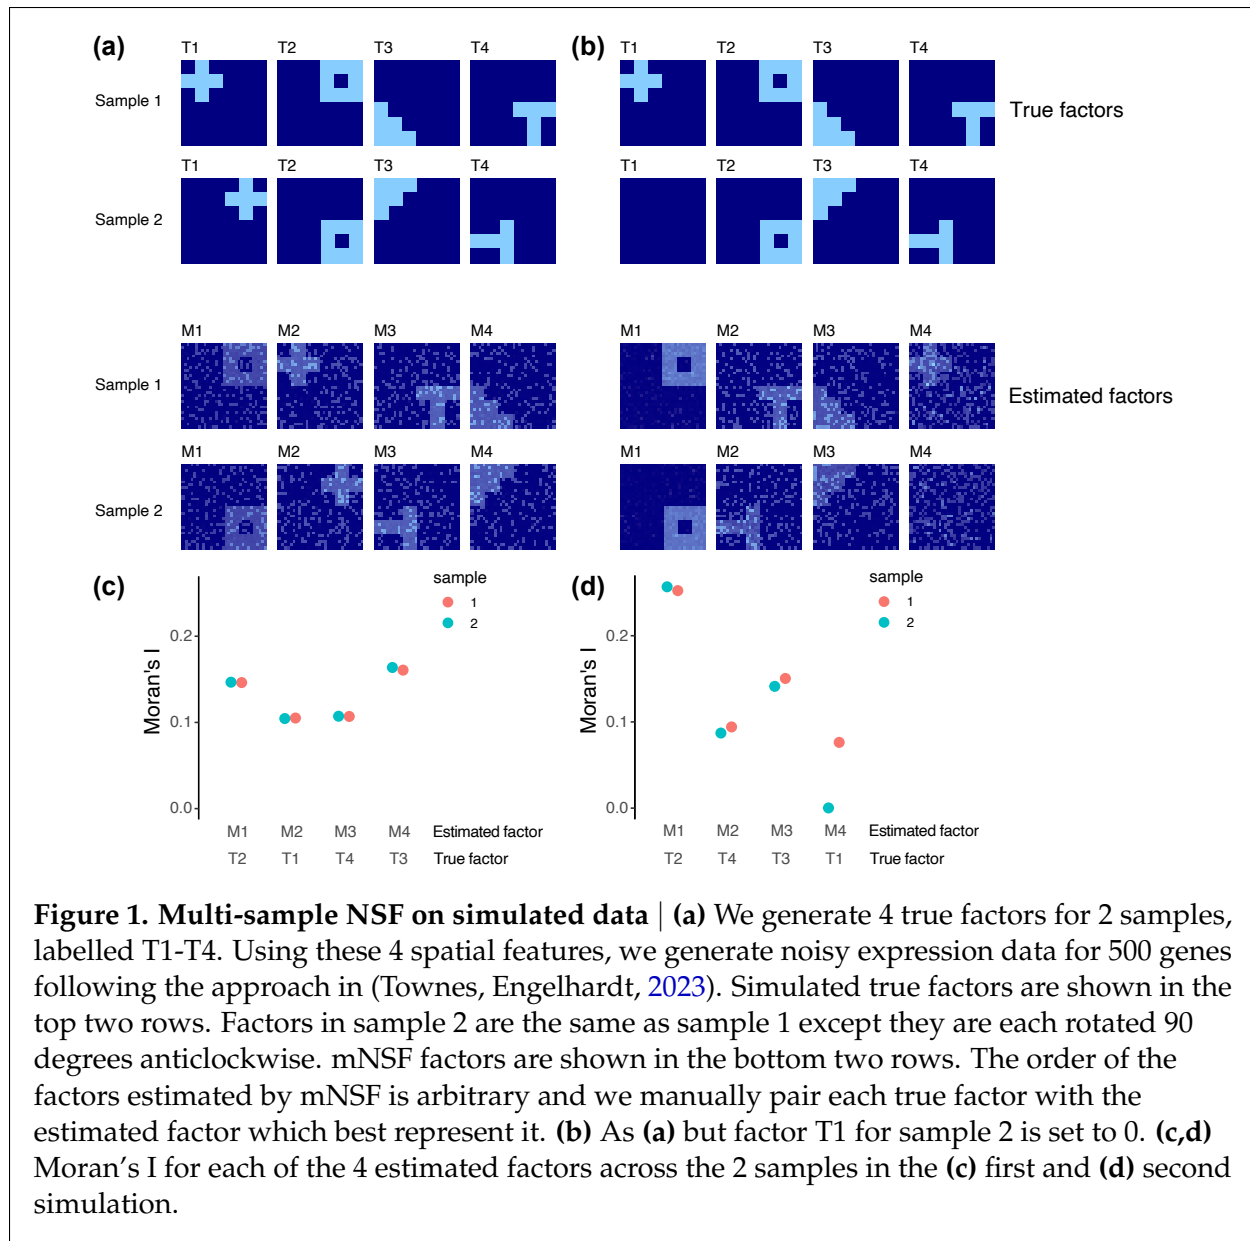 (a)
T1 T2 T3 T4
Sample 1
T1 T2 T3 T4
Sample 2
(b)
T1 T2 T3 T4
True factors
T1 T2 T3 T4
M1 M2 M3 M4
Sample 1
M1 M2 M3 M4
Sample 2
M1 M2 M3 M4
Estimated factors
M1 M2 M3 M4
(c)
sample
1
2
Moran's I
0.2
0.1
0.0
M1 M2 M3 M4 Estimated factor
T2 T1 T4 T3 True factor
(d)
sample
1
2
Moran's I
0.2
0.1
0.0
M1 M2 M3 M4 Estimated factor
T2 T4 T3 T1 True factor
Figure 1. Multi-sample NSF on simulated data | (a) We generate 4 true factors for 2 samples,
labelled T1-T4. Using these 4 spatial features, we generate noisy expression data for 500 genes
following the approach in (Townes, Engelhardt, 2023). Simulated true factors are shown in the
top two rows. Factors in sample 2 are the same as sample 1 except they are each rotated 90
degrees anticlockwise. mNSF factors are shown in the bottom two rows. The order of the
factors estimated by mNSF is arbitrary and we manually pair each true factor with the
estimated factor which best represent it. (b) As (a) but factor T1 for sample 2 is set to 0. (c,d)
Moran's I for each of the 4 estimated factors across the 2 samples in the (c) first and (d) second
simulation.